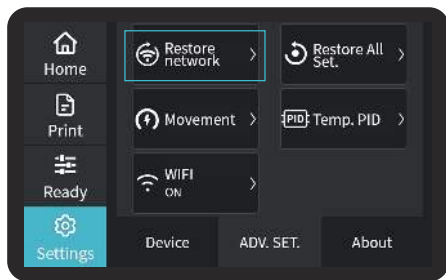 Home
Print
Ready
Settings
Restore
network
Restore All
Set.
Movement
PID
Temp. PID
WIFI
ON
Device
ADV. SET.
About